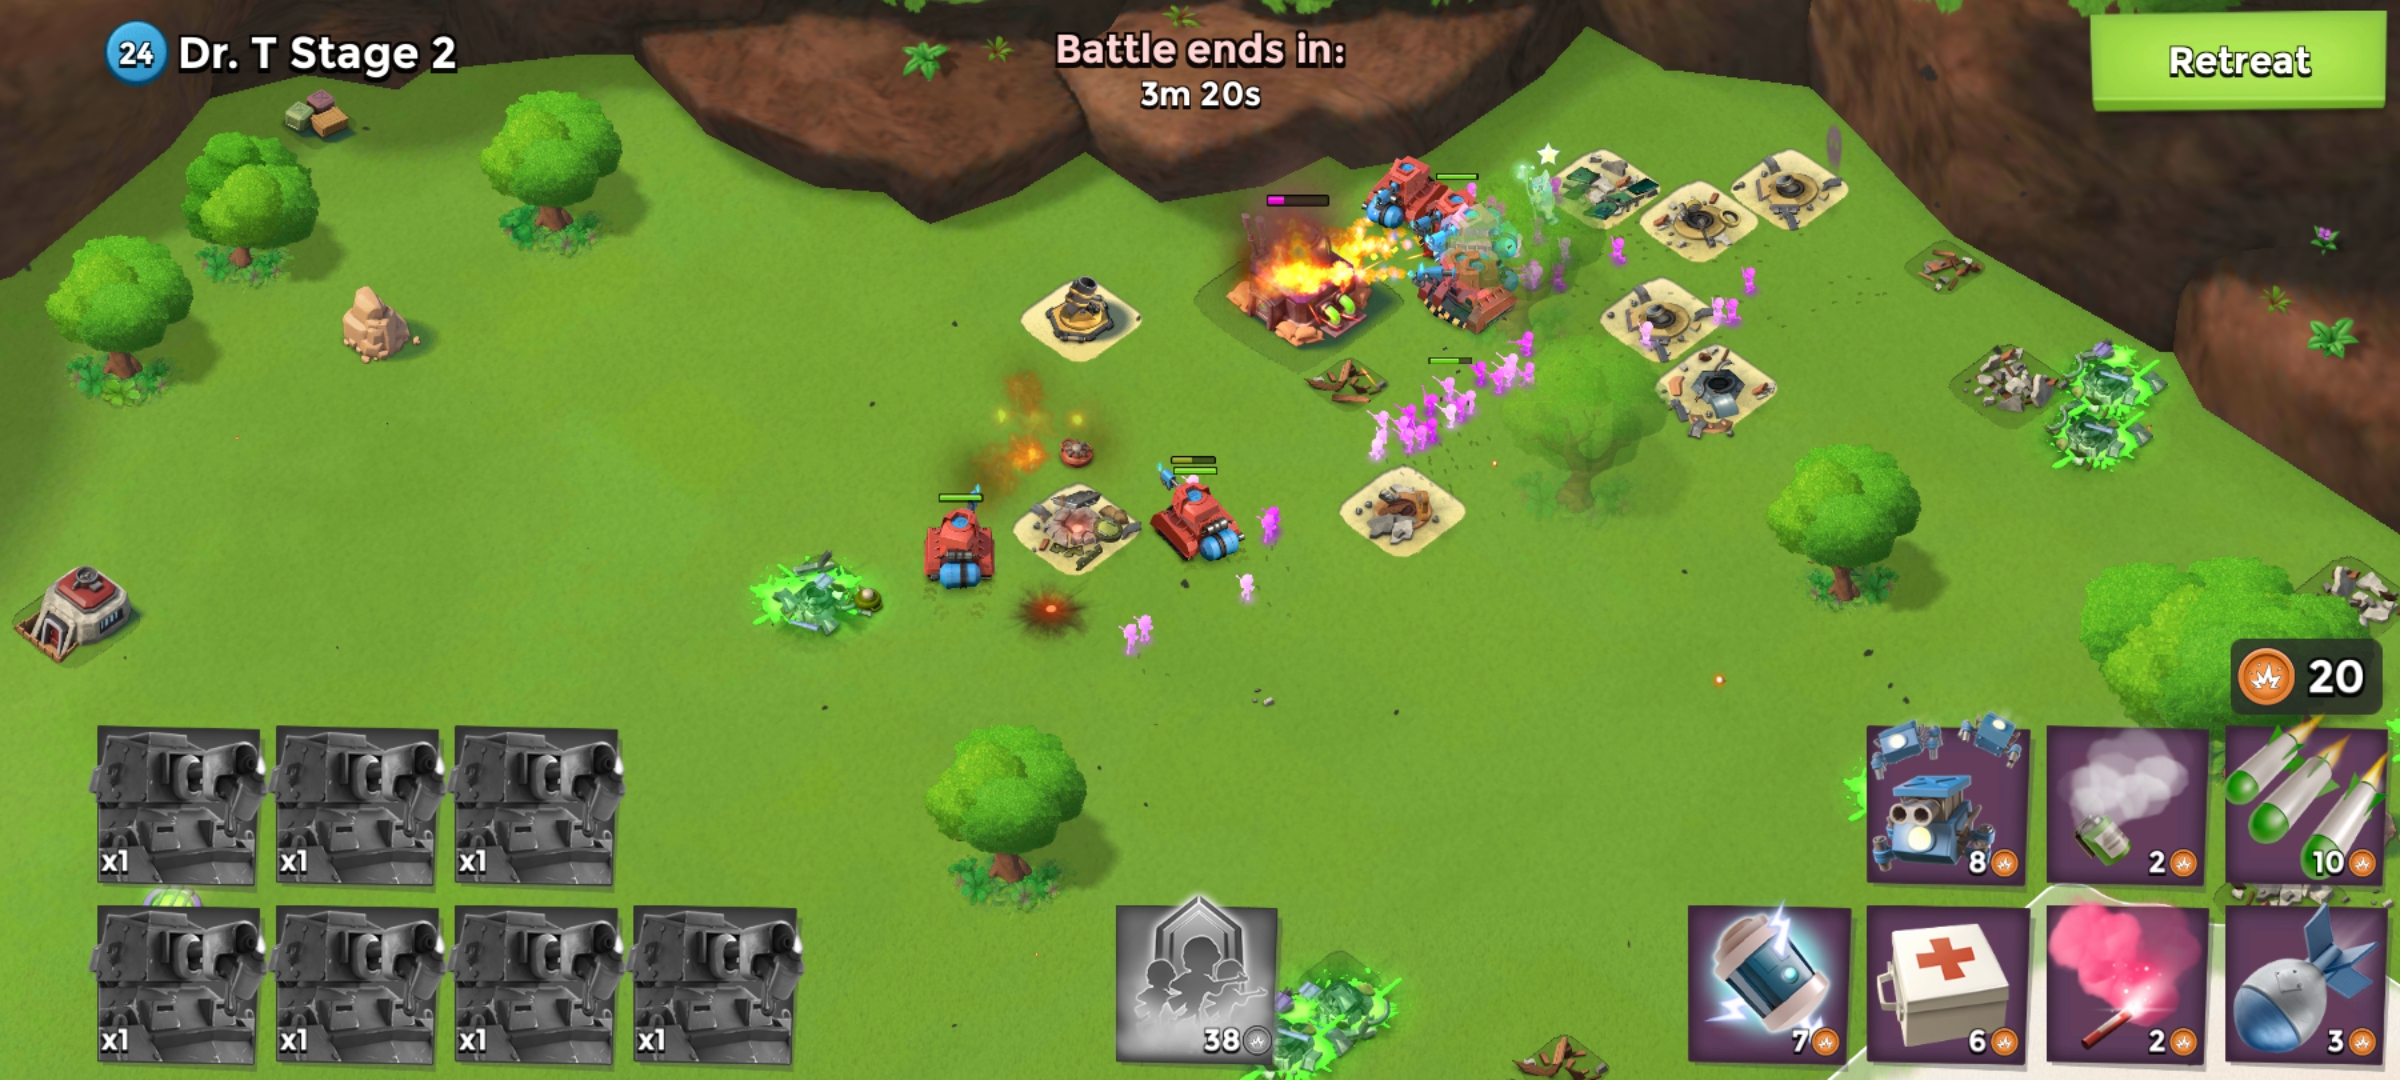 24 Dr. T Stage 2
Battle ends in:
3m 20s
Retreat
20
x1 x1 x1
8 2 10
x1 x1 x1 x1
38
7 6 2 3